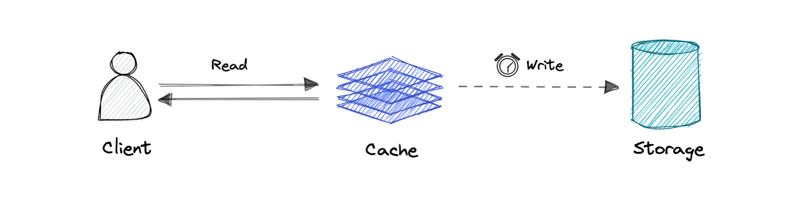 Read
Write
Client
Cache
Storage